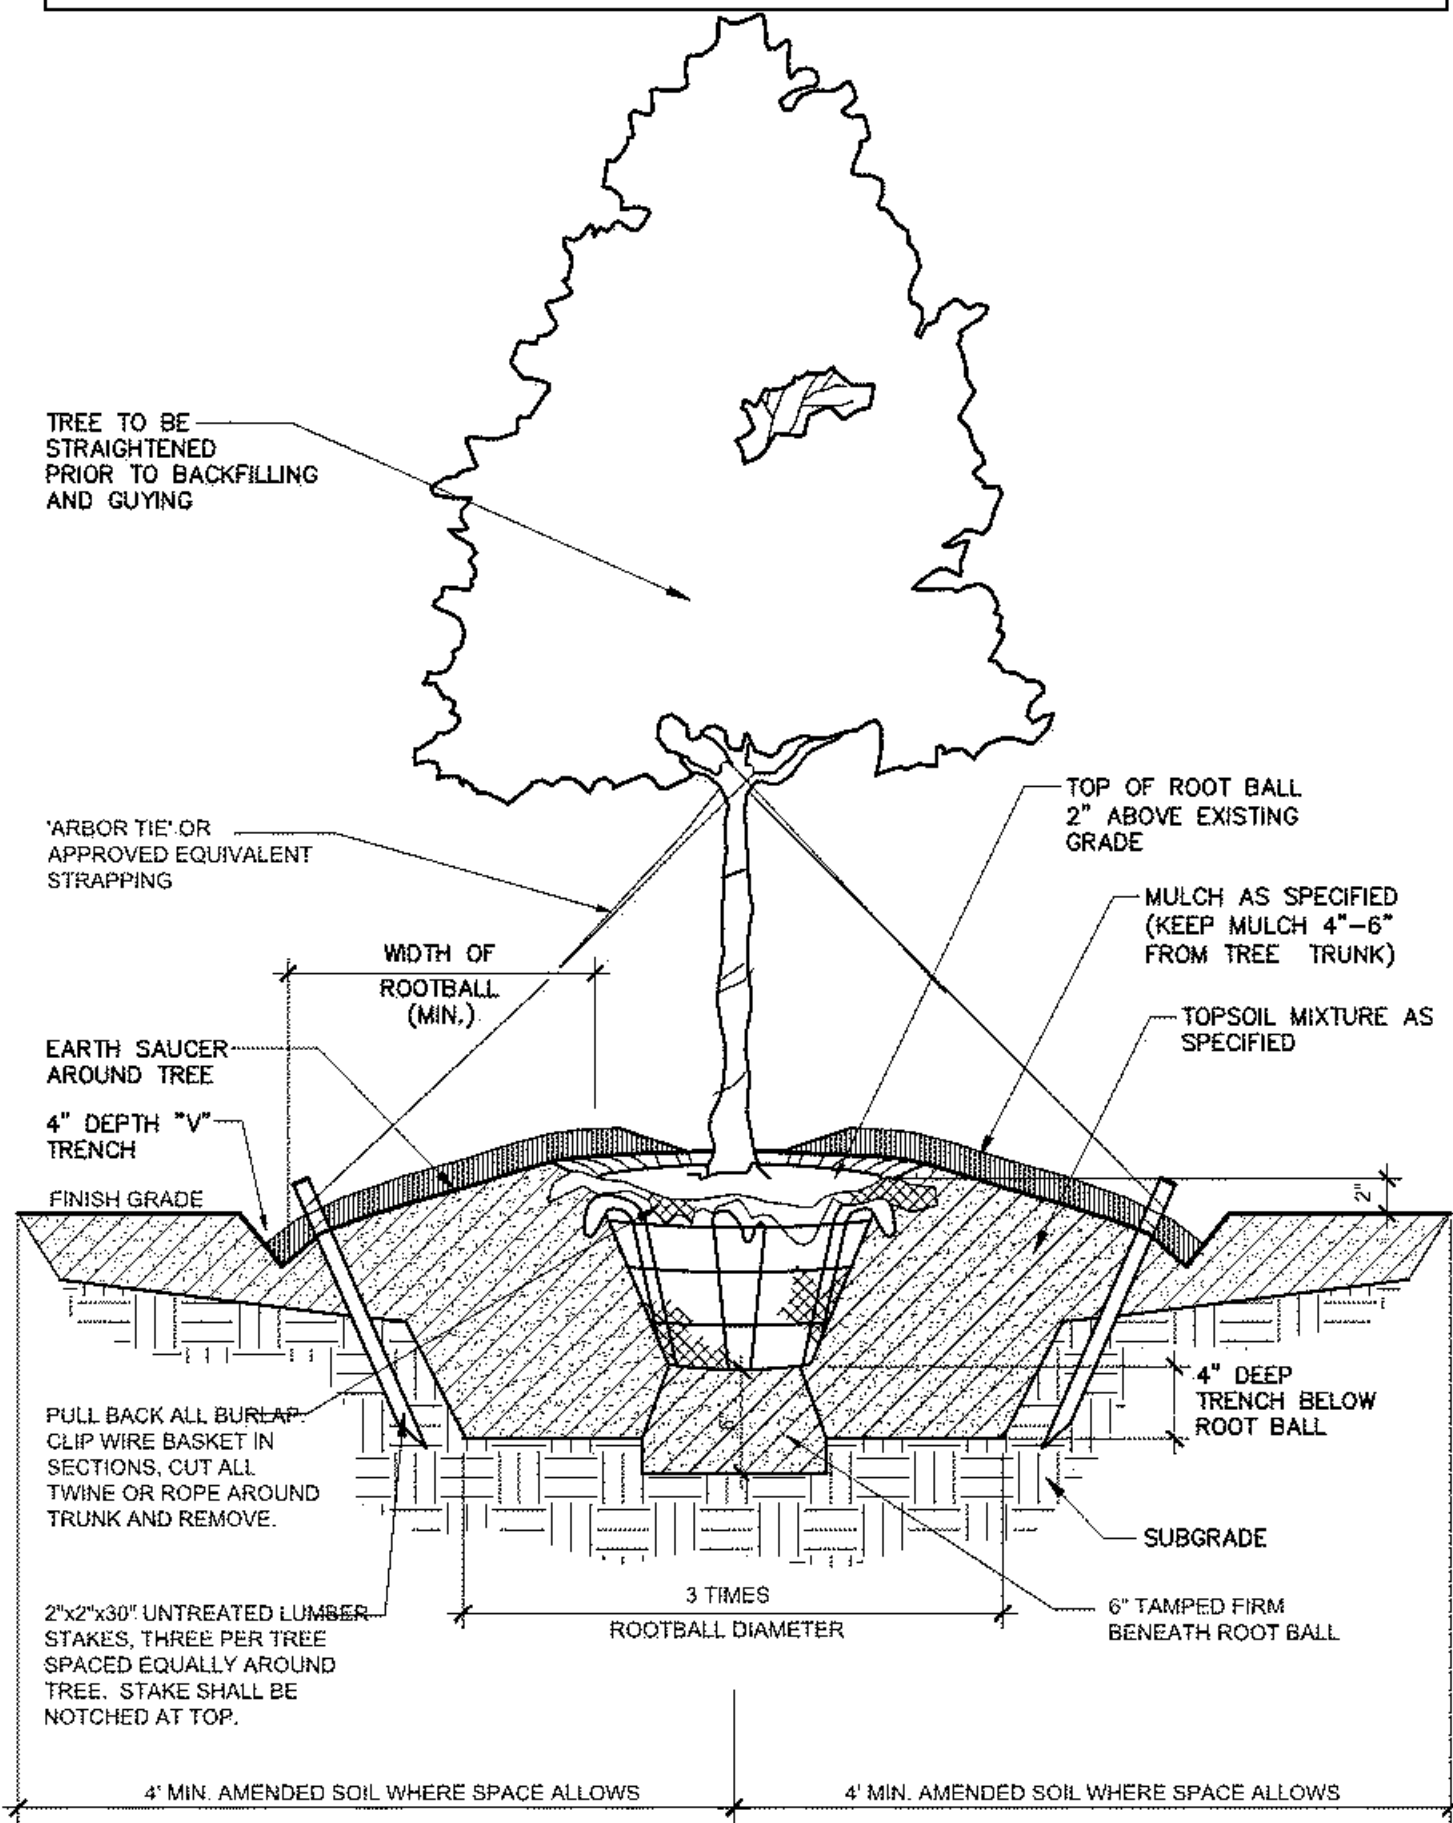 TREE TO BE
STRAIGHTENED
PRIOR TO BACKFILLING
AND GUYING
'ARBOR TIE' OR
APPROVED EQUIVALENT
STRAPPING
WIDTH OF
ROOTBALL
(MIN.)
EARTH SAUCER
AROUND TREE
4" DEPTH "V"
TRENCH
FINISH GRADE
TOP OF ROOT BALL
2" ABOVE EXISTING
GRADE
MULCH AS SPECIFIED
(KEEP MULCH 4"-6"
FROM TREE TRUNK)
TOPSOIL MIXTURE AS
SPECIFIED
2"
4" DEEP
TRENCH BELOW
ROOT BALL
PULL BACK ALL BURLAP.
CLIP WIRE BASKET IN
SECTIONS, CUT ALL
TWINE OR ROPE AROUND
TRUNK AND REMOVE.
SUBGRADE
2"x2"x30" UNTREATED LUMBER
STAKES, THREE PER TREE
SPACED EQUALLY AROUND
TREE. STAKE SHALL BE
NOTCHED AT TOP.
3 TIMES
ROOTBALL DIAMETER
6" TAMPED FIRM
BENEATH ROOT BALL
4' MIN. AMENDED SOIL WHERE SPACE ALLOWS
4' MIN. AMENDED SOIL WHERE SPACE ALLOWS